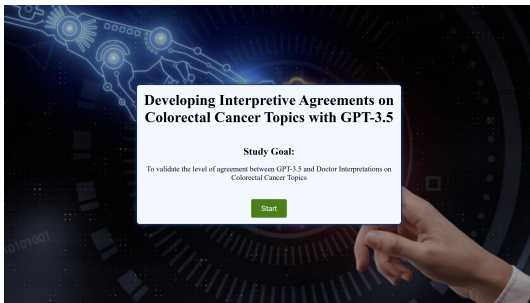 Developing Interpretive Agreements on
Colorectal Cancer Topics with GPT-3.5
Study Goal:
To validate the level of agreement between GPT-3.5 and Doctor Interpretations on
Colorectal Cancer Topics
Start